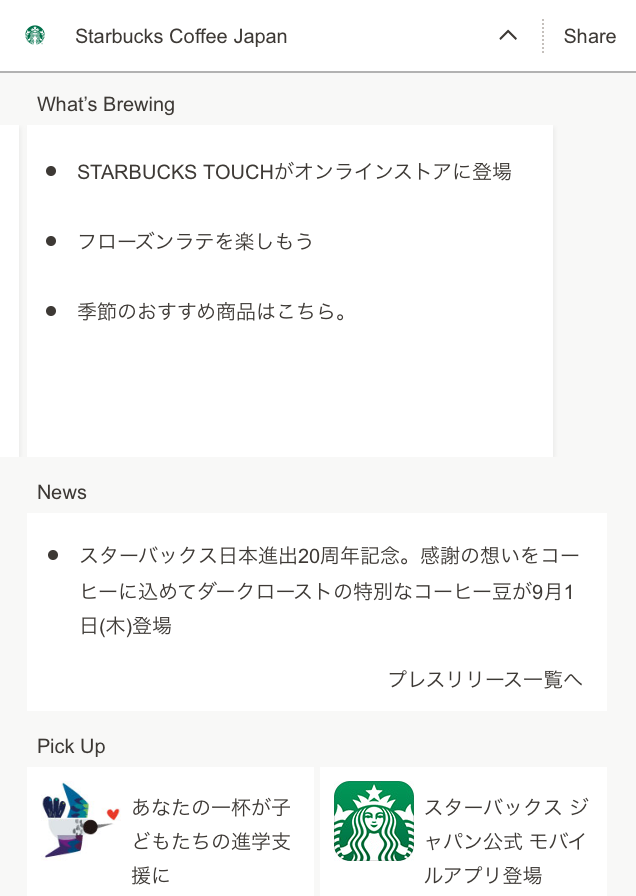 Starbucks Coffee Japan
Share
What's Brewing
STARBUCKS TOUCHがオンラインストアに登場
フローズンラテを楽しもう
季節のおすすめ商品はこちら。
News
スターバックス日本進出20周年記念。感謝の想いをコー
ヒーに込めてダークローストの特別なコーヒー豆が9月1
日(木)登場
プレスリリース一覧へ
Pick Up
あなたの一杯が子
どもたちの進学支
援に
スターバックス ジ
ャパン公式 モバイ
ルアプリ登場